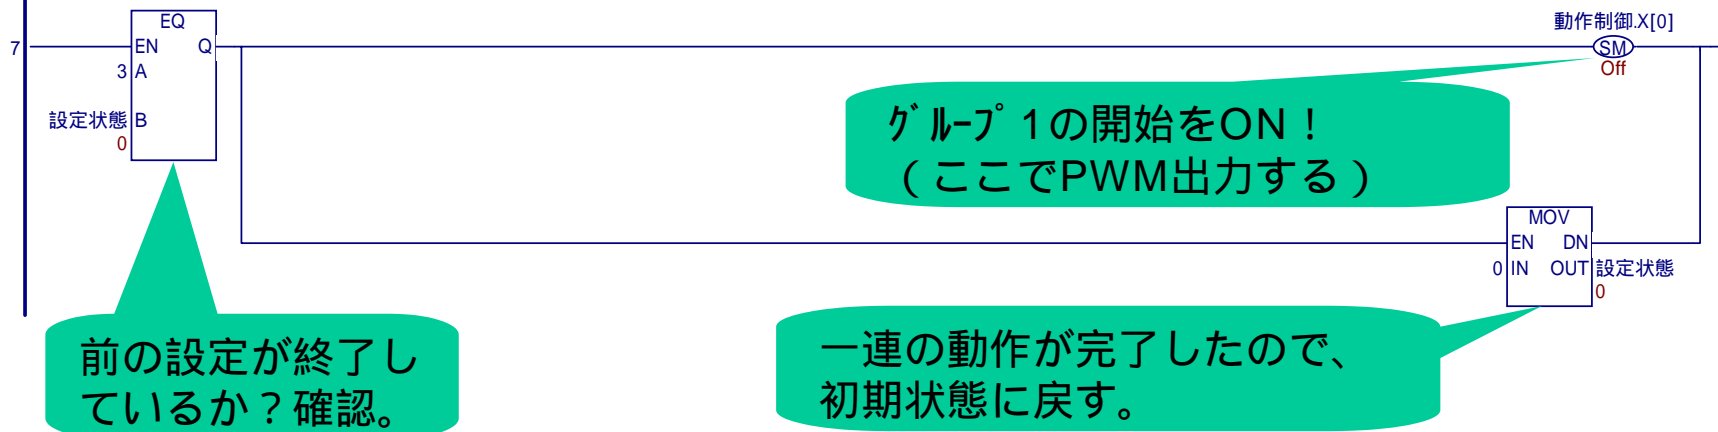 EQ
7
EN Q
3 A
設定状態 B
0
動作制御.X[0]
SM
Off
ｸﾞﾙｰﾌﾟ1の開始をON！
（ここでPWM出力する）
MOV
EN DN
0 IN OUT 設定状態
0
前の設定が終了し
ているか？確認。
一連の動作が完了したので、
初期状態に戻す。